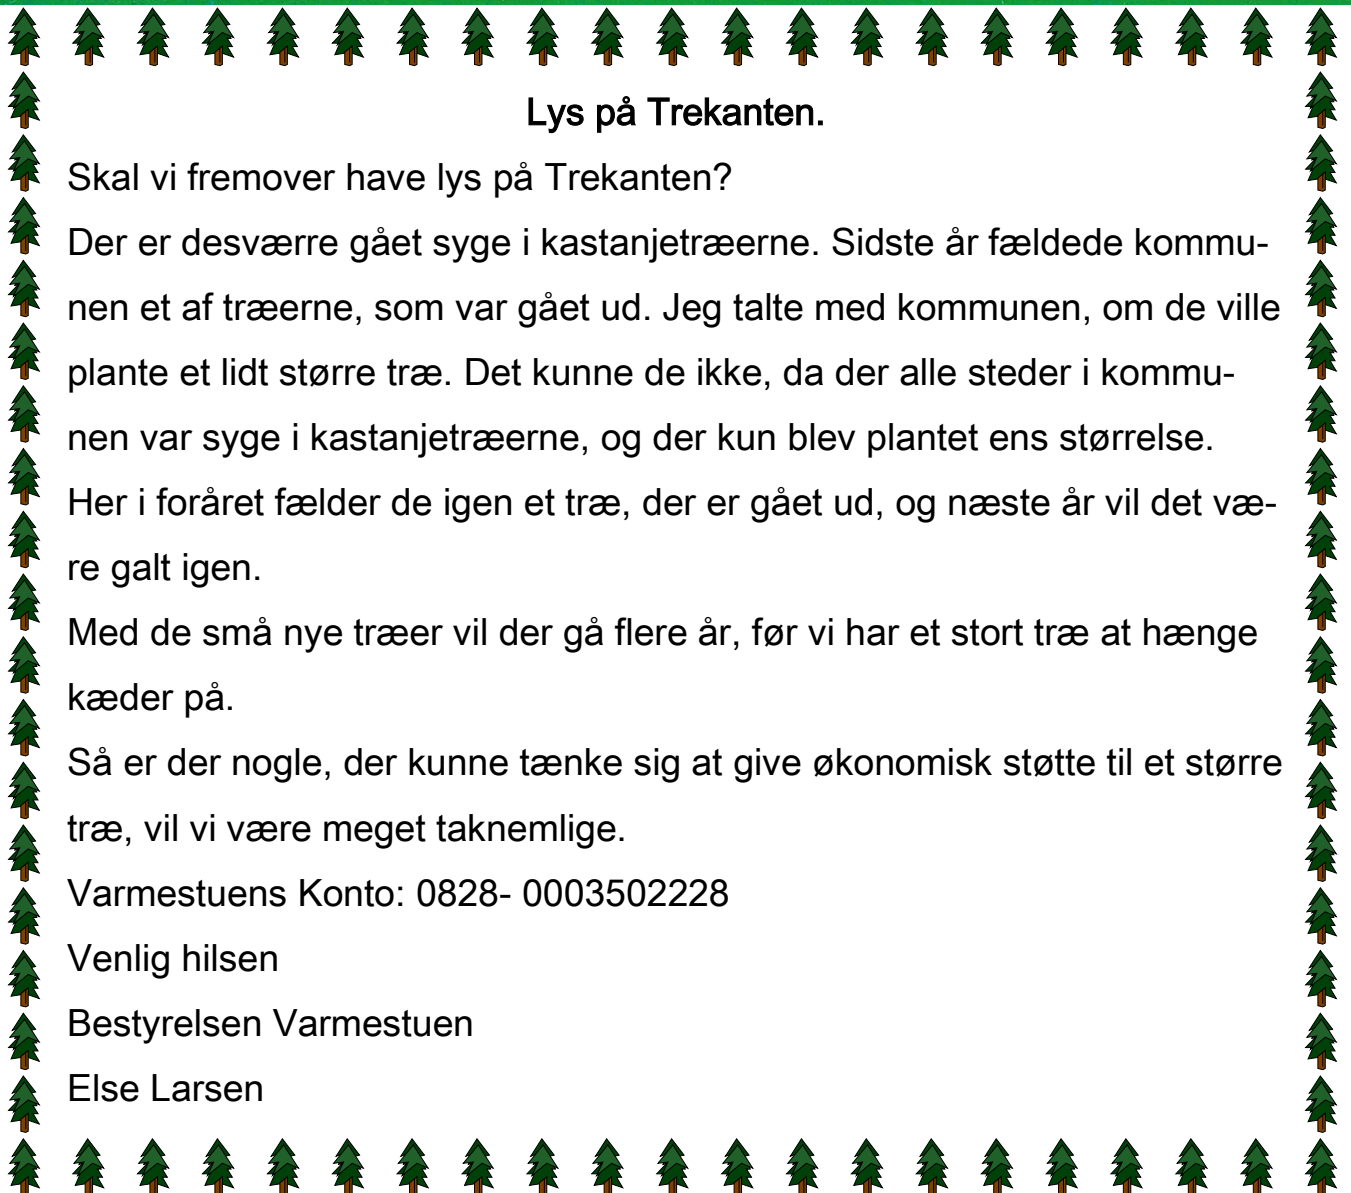 Lys på Trekanten.
Skal vi fremover have lys på Trekanten?
Der er desværre gået syge i kastanjetræerne. Sidste år fældede kommu-
nen et af træerne, som var gået ud. Jeg talte med kommunen, om de ville
plante et lidt større træ. Det kunne de ikke, da der alle steder i kommu-
nen var syge i kastanjetræerne, og der kun blev plantet ens størrelse.
Her i foråret fælder de igen et træ, der er gået ud, og næste år vil det væ-
re galt igen.
Med de små nye træer vil der gå flere år, før vi har et stort træ at hænge
kæder på.
Så er der nogle, der kunne tænke sig at give økonomisk støtte til et større
træ, vil vi være meget taknemlige.
Varmestuens Konto: 0828- 0003502228
Venlig hilsen
Bestyrelsen Varmestuen
Else Larsen